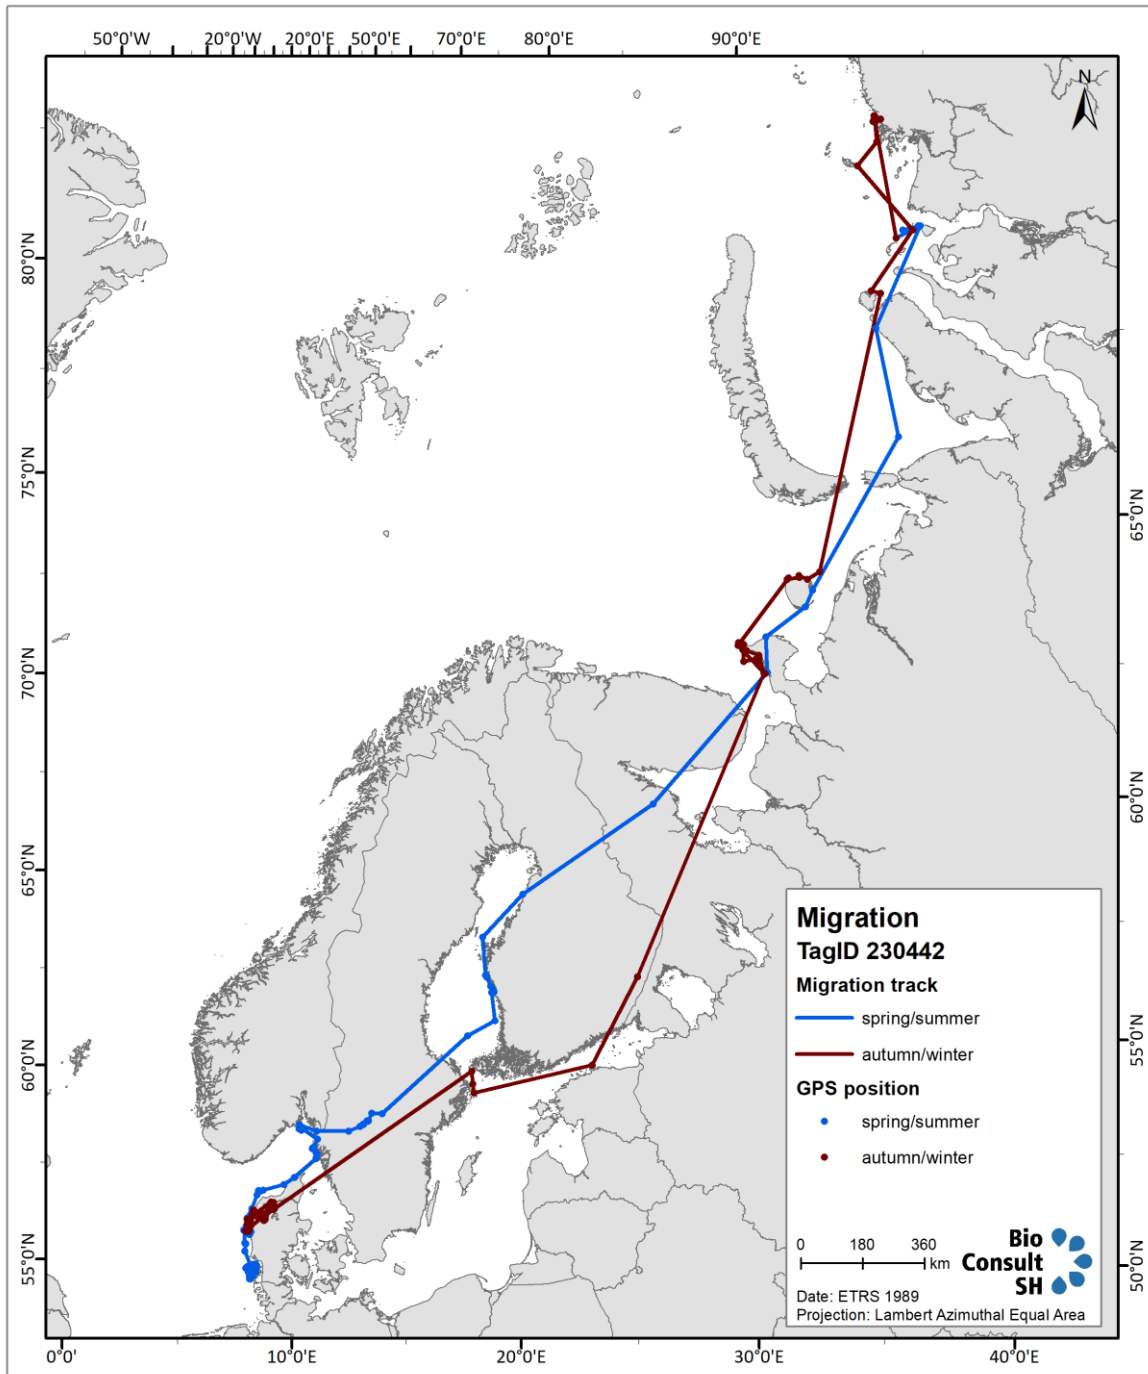 50°0'W 20°0'W 20°0'E 50°0'E 70°0'E 80°0'E 90°0'E
N
80°0'N
75°0'N
70°0'N
65°0'N
60°0'N
55°0'N
65°0'N
60°0'N
55°0'N
50°0'N
Migration
TagID 230442
Migration track
spring/summer
autumn/winter
GPS position
spring/summer
autumn/winter
0 180 360
km
Bio
Consult
SH
Date: ETRS 1989
Projection: Lambert Azimuthal Equal Area
0°0' 10°0'E 20°0'E 30°0'E 40°0'E